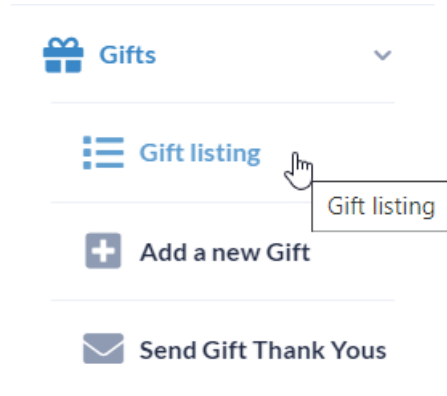 Gifts
Gift listing
Gift listing
Add a new Gift
Send Gift Thank Yous